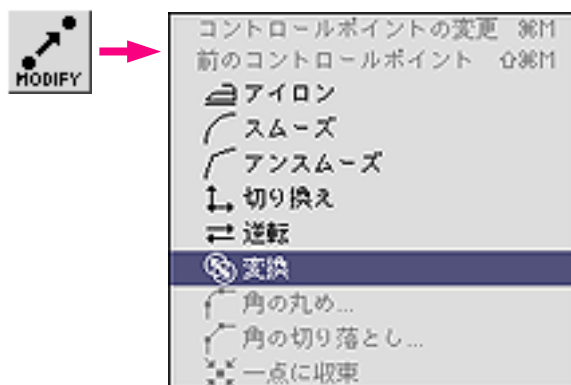 MODIFY
コントロールポイントの変更 ⌘M
前のコントロールポイント ⇧⌘M
アイロン
スムーズ
アンスムーズ
切り換え
逆転
変換
角の丸め...
角の切り落とし...
一点に収束